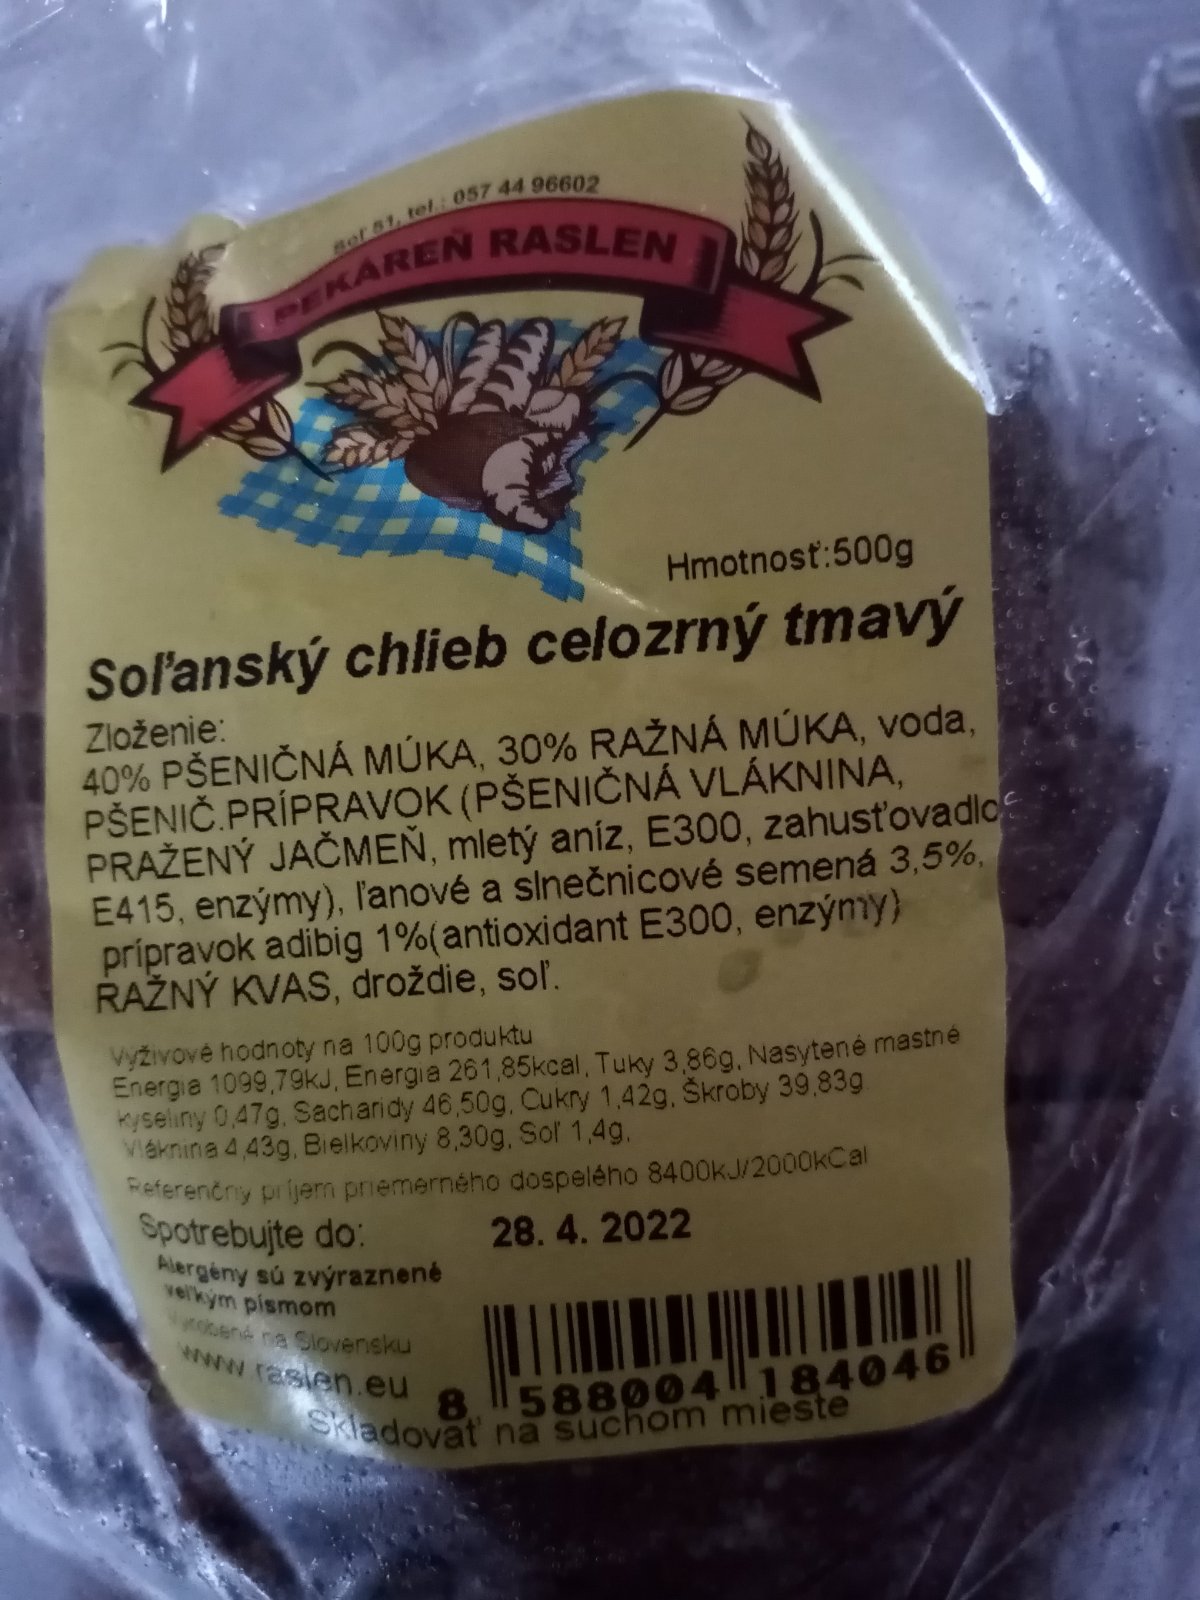 Soľ 51, tel.: 057 44 96602
PEKÁREŇ RASLEN
Hmotnosť:500g
Soľanský chlieb celozrný tmavý
Zloženie:
40% PŠENIČNÁ MÚKA, 30% RAŽNÁ MÚKA, voda,
PŠENIČ.PRÍPRAVOK (PŠENIČNÁ VLÁKNINA,
PRAŽENÝ JAČMEŇ, mletý aníz, E300, zahusťovadlo
E415, enzýmy), ľanové a slnečnicové semená 3,5%,
prípravok adibig 1%(antioxidant E300, enzýmy)
RAŽNÝ KVAS, droždie, soľ.
Výživové hodnoty na 100g produktu
Energia 1099,79kJ, Energia 261,85kcal, Tuky 3,86g, Nasytené mastné
kyseliny 0,47g, Sacharidy 46,50g, Cukry 1,42g, Škroby 39,83g
Vláknina 4,43g, Bielkoviny 8,30g, Soľ 1,4g,
Referenčný príjem priemerného dospelého 8400kJ/2000kCal
Spotrebujte do: 28. 4. 2022
Alergény sú zvýraznené
veľkým písmom
Vyrobené na Slovensku
www.raslen.eu
8 588004 184046
Skladovať na suchom mieste